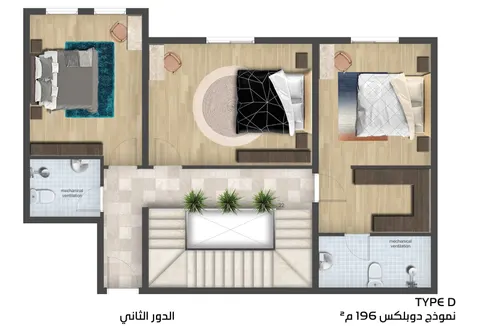 mechanical
ventilation
mechanical
ventilation
TYPE D
نموذج دوبلكس 196 م²
الدور الثاني